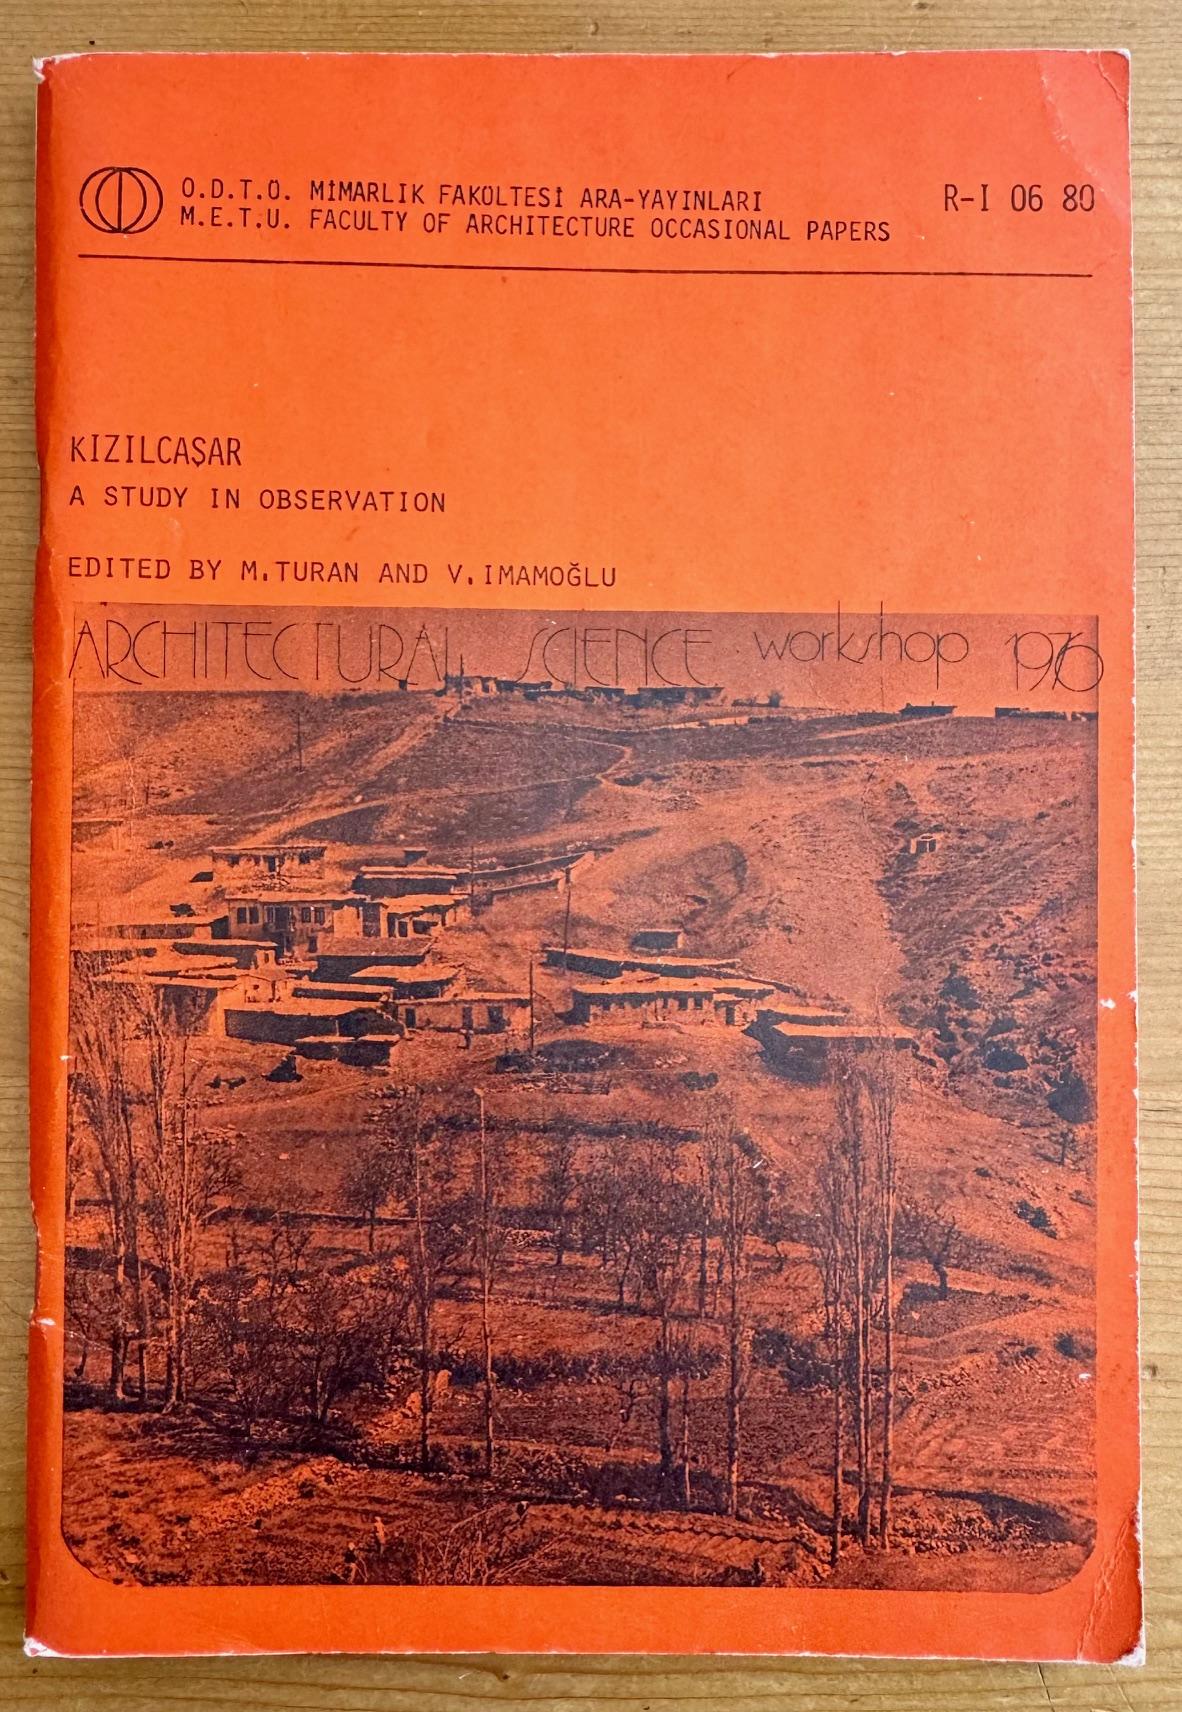 O.D.T.Ü. MİMARLIK FAKÜLTESİ ARA-YAYINLARI R-I 06 80
M.E.T.U. FACULTY OF ARCHITECTURE OCCASIONAL PAPERS
KIZILCAŞAR
A STUDY IN OBSERVATION
EDITED BY M.TURAN AND V.IMAMOĞLU
ARCHITECTURAL SCIENCE workshop 1976